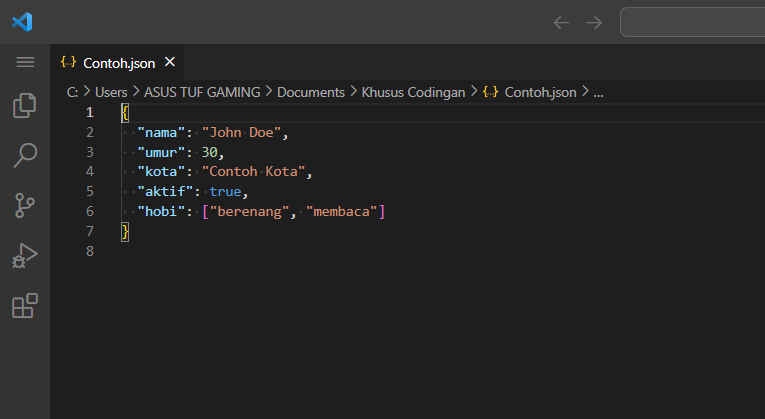 Contoh.json
C: > Users > ASUS TUF GAMING > Documents > Khusus Codingan > {..} Contoh.json > ...
1 {
2 "nama": "John Doe",
3 "umur": 30,
4 "kota": "Contoh Kota",
5 "aktif": true,
6 "hobi": ["berenang", "membaca"]
7 }
8